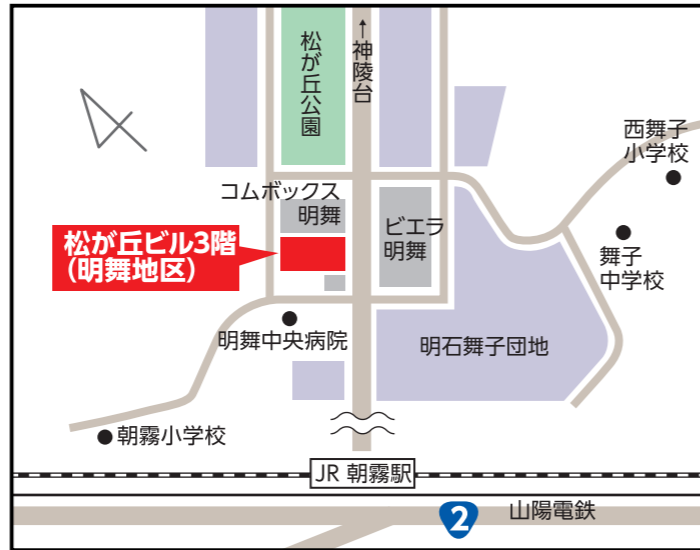 松が丘公園
↑神陵台
西舞子
小学校
コムボックス
明舞
ビエラ
明舞
松が丘ビル3階
(明舞地区)
舞子
中学校
明舞中央病院
明石舞子団地
朝霧小学校
JR 朝霧駅
2
山陽電鉄